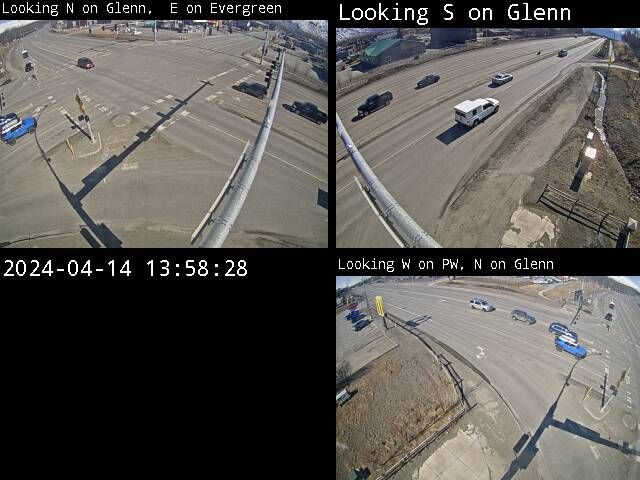 Looking N on Glenn, E on Evergreen
Looking S on Glenn
2024-04-14 13:58:28
Looking W on PW, N on Glenn